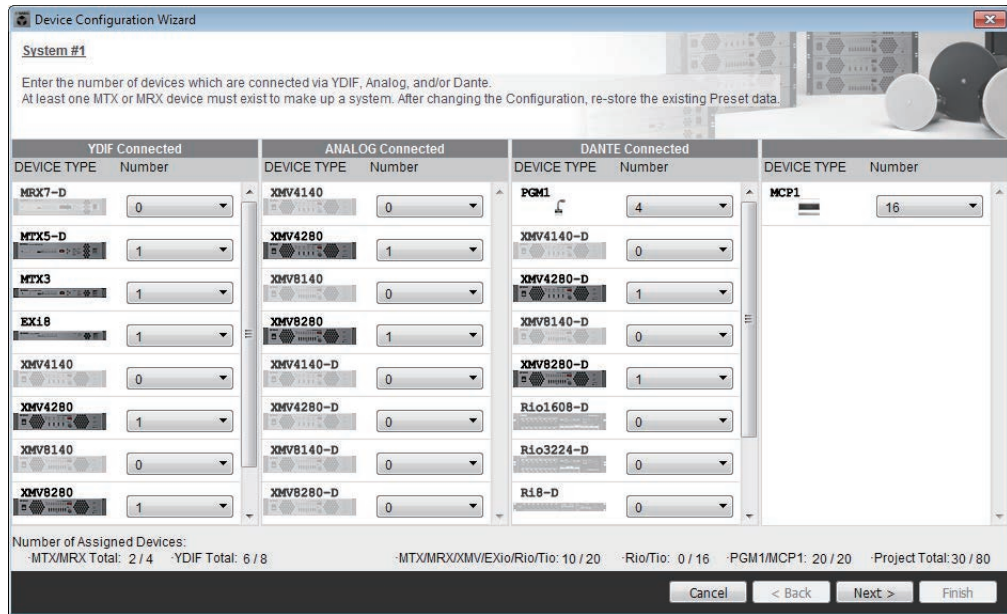 Device Configuration Wizard
System #1
Enter the number of devices which are connected via YDIF, Analog, and/or Dante.
At least one MTX or MRX device must exist to make up a system. After changing the Configuration, re-store the existing Preset data.
YDIF Connected
DEVICE TYPE Number
MRX7-D 0
MTX5-D 1
MTX3 1
EXi8 1
XMV4140 0
XMV4280 1
XMV8140 0
XMV8280 1
ANALOG Connected
DEVICE TYPE Number
XMV4140 0
XMV4280 1
XMV8140 0
XMV8280 1
XMV4140-D 0
XMV4280-D 0
XMV8140-D 0
XMV8280-D 0
DANTE Connected
DEVICE TYPE Number
PGM1 4
XMV4140-D 0
XMV4280-D 1
XMV8140-D 0
XMV8280-D 1
Rio1608-D 0
Rio3224-D 0
Ri8-D 0
DEVICE TYPE Number
MCP1 16
Number of Assigned Devices:
·MTX/MRX Total: 2 / 4 ·YDIF Total: 6 / 8 ·MTX/MRX/XMV/EXio/Rio/Tio: 10 / 20 ·Rio/Tio: 0 / 16 ·PGM1/MCP1: 20 / 20 ·Project Total: 30 / 80
Cancel < Back Next > Finish